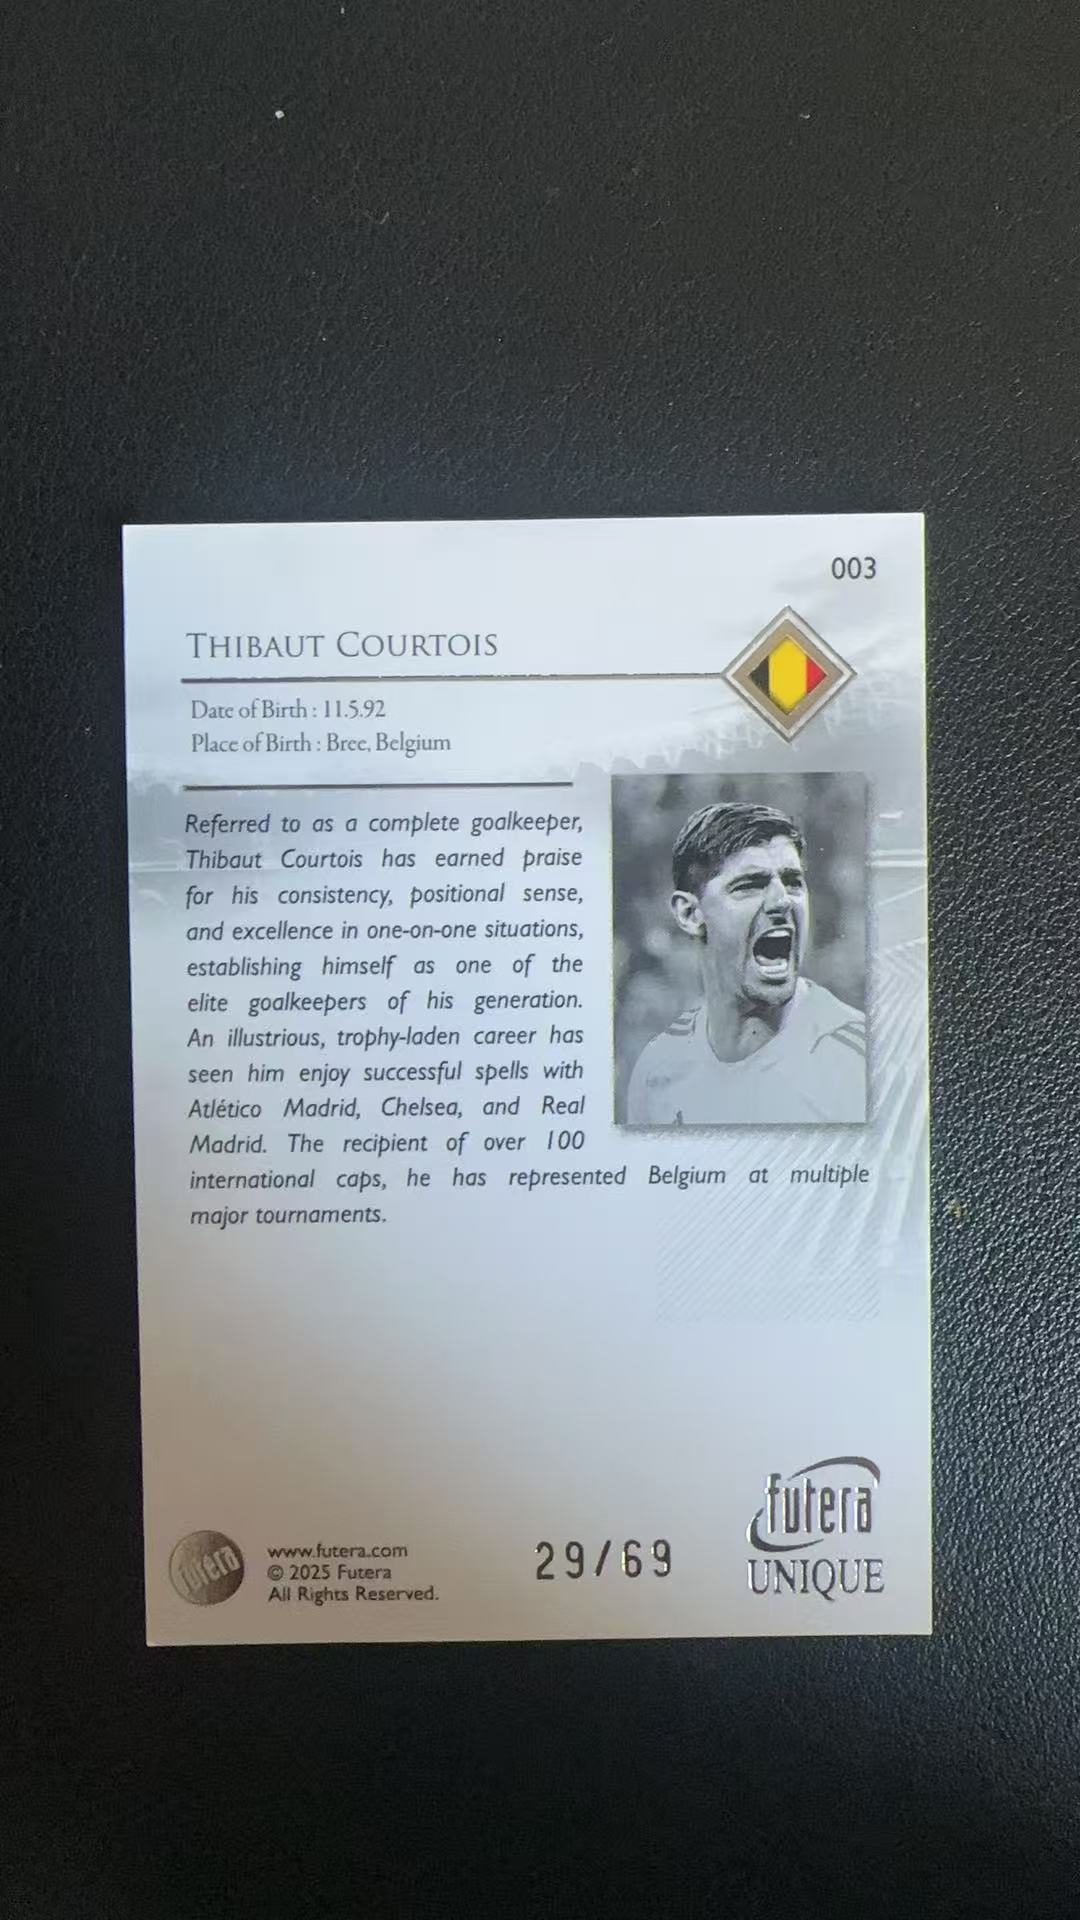 003
THIBAUT COURTOIS
Date of Birth : 11.5.92
Place of Birth : Bree, Belgium
Referred to as a complete goalkeeper,
Thibaut Courtois has earned praise
for his consistency, positional sense,
and excellence in one-on-one situations,
establishing himself as one of the
elite goalkeepers of his generation.
An illustrious, trophy-laden career has
seen him enjoy successful spells with
Atlético Madrid, Chelsea, and Real
Madrid. The recipient of over 100
international caps, he has represented Belgium at multiple
major tournaments.
futera
www.futera.com
© 2025 Futera
All Rights Reserved.
29/69
futera
UNIQUE